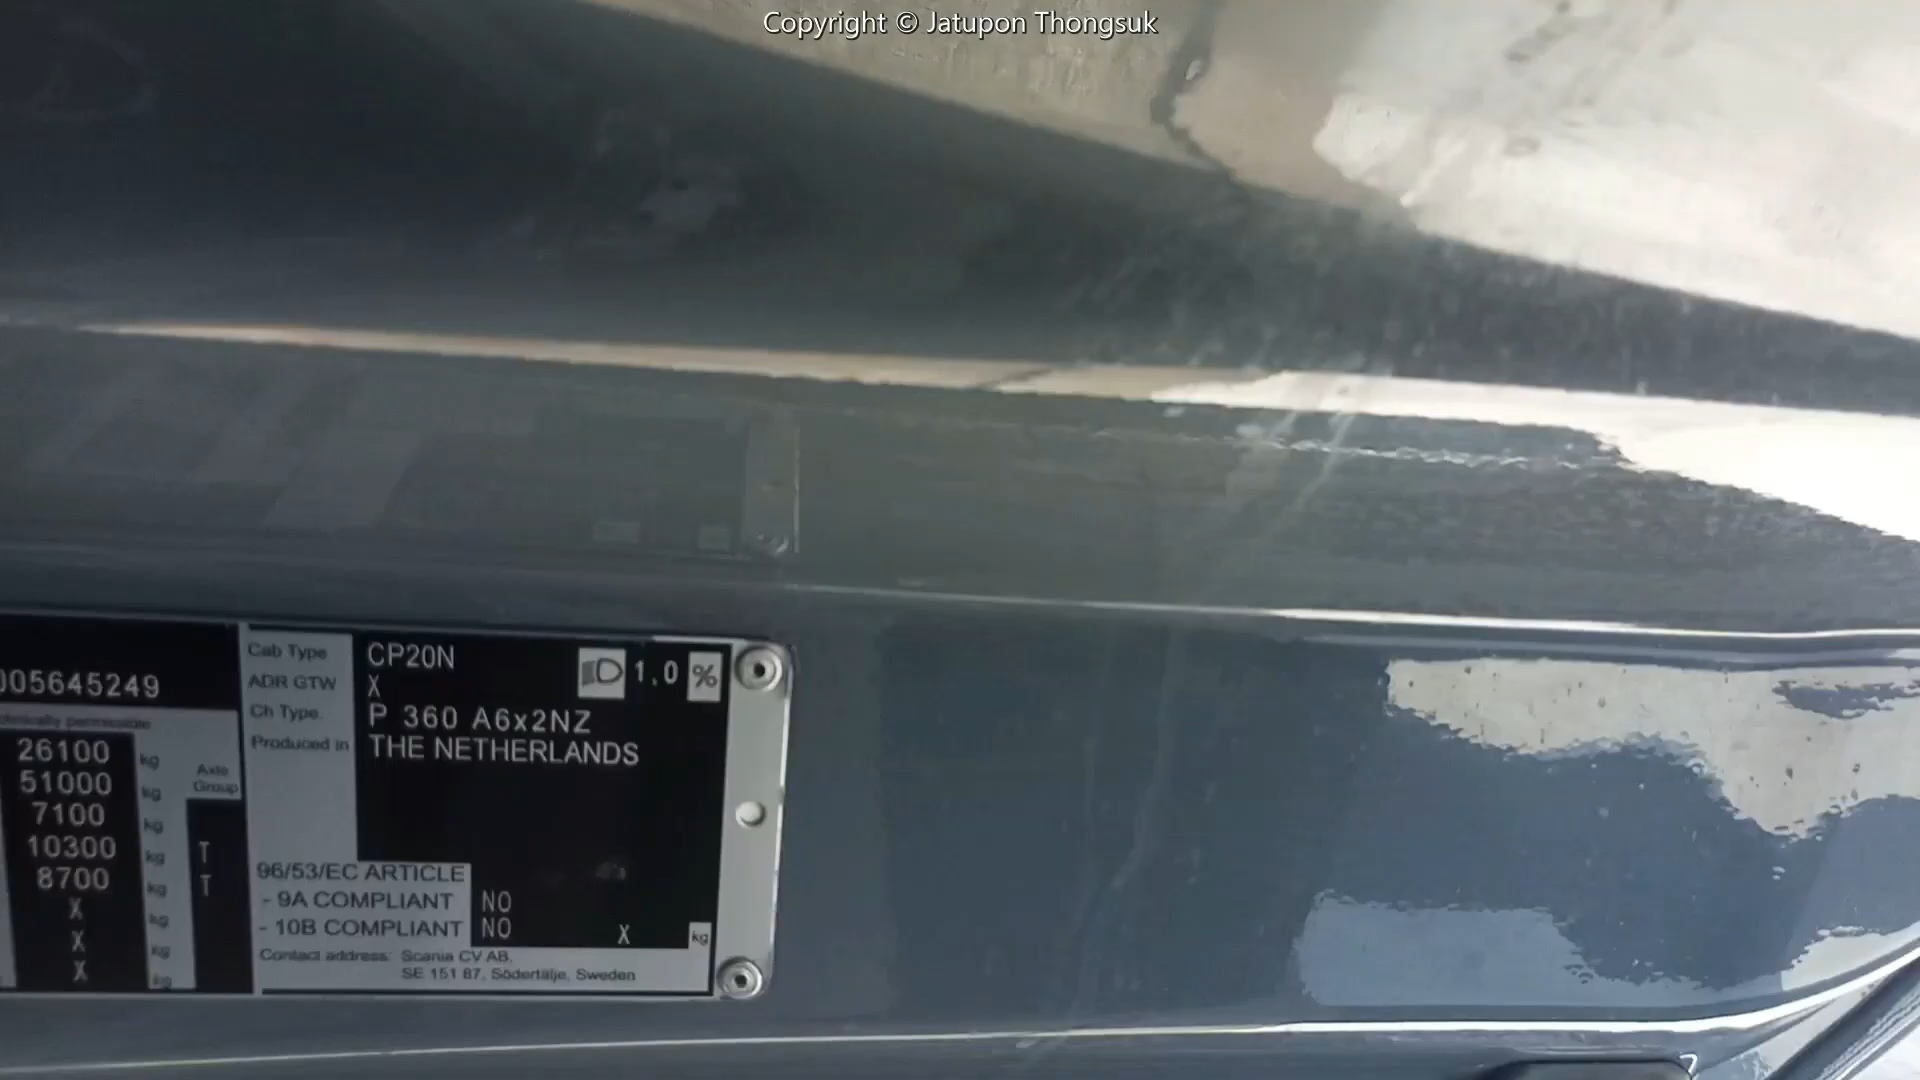 Copyright © Jatupon Thongsuk
005645249
Cab Type CP20N 1.0 %
ADR GTW X
Ch Type. P 360 A6x2NZ
Produced in THE NETHERLANDS
permissible
26100 kg
51000 kg
Axle Group
7100 kg
10300 kg T
8700 kg T
X kg
X kg
X kg
96/53/EC ARTICLE
- 9A COMPLIANT NO
- 10B COMPLIANT NO X kg
Contact address: Scania CV AB,
SE 151 87, Södertälje, Sweden